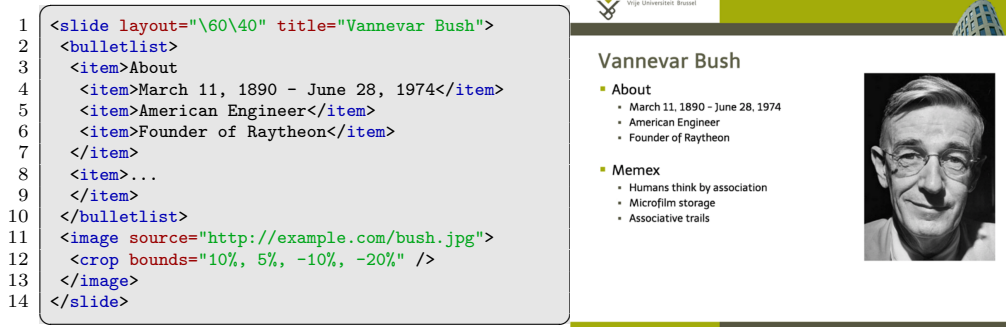 1 <slide layout="\60\40" title="Vannevar Bush">
2 <bulletlist>
3 <item>About
4 <item>March 11, 1890 - June 28, 1974</item>
5 <item>American Engineer</item>
6 <item>Founder of Raytheon</item>
7 </item>
8 <item>...
9 </item>
10 </bulletlist>
11 <image source="http://example.com/bush.jpg">
12 <crop bounds="10%, 5%, -10%, -20%" />
13 </image>
14 </slide>
Vrije Universiteit Brussel
Vannevar Bush
About
March 11, 1890 – June 28, 1974
American Engineer
Founder of Raytheon
Memex
Humans think by association
Microfilm storage
Associative trails